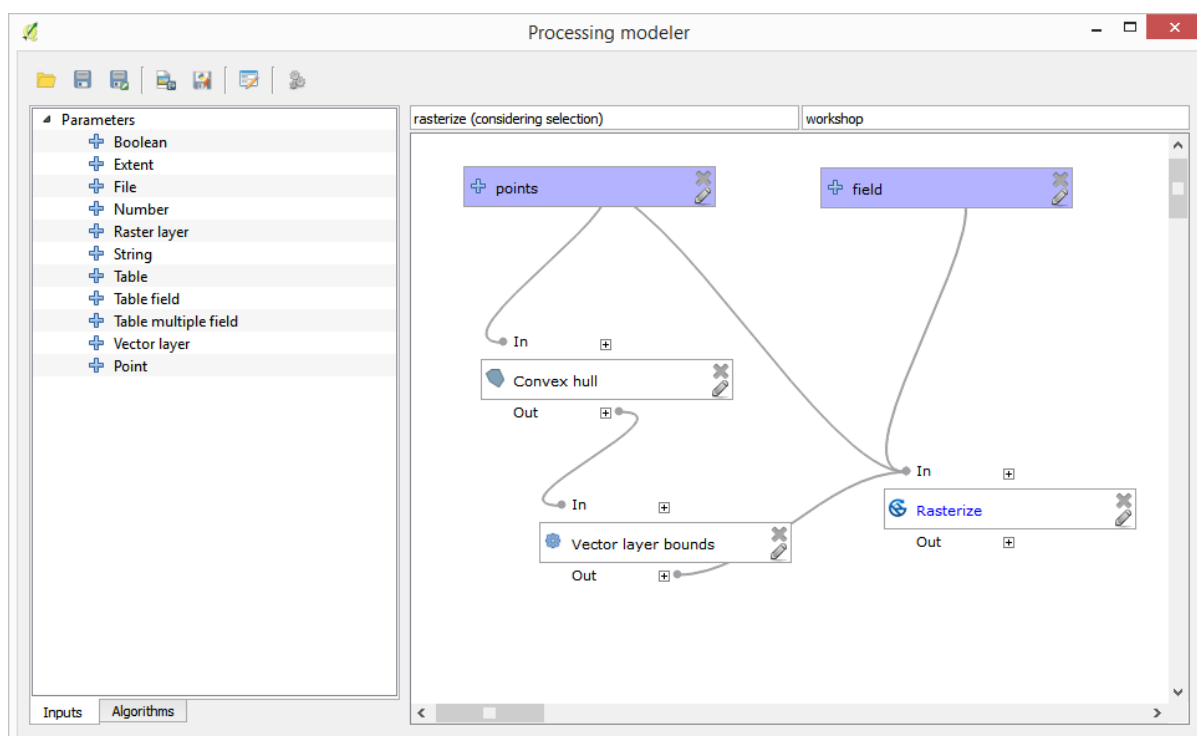 Processing modeler
Parameters
Boolean
Extent
File
Number
Raster layer
String
Table
Table field
Table multiple field
Vector layer
Point
Inputs
Algorithms
rasterize (considering selection)
workshop
points
field
In
Convex hull
Out
In
Rasterize
Out
In
Vector layer bounds
Out